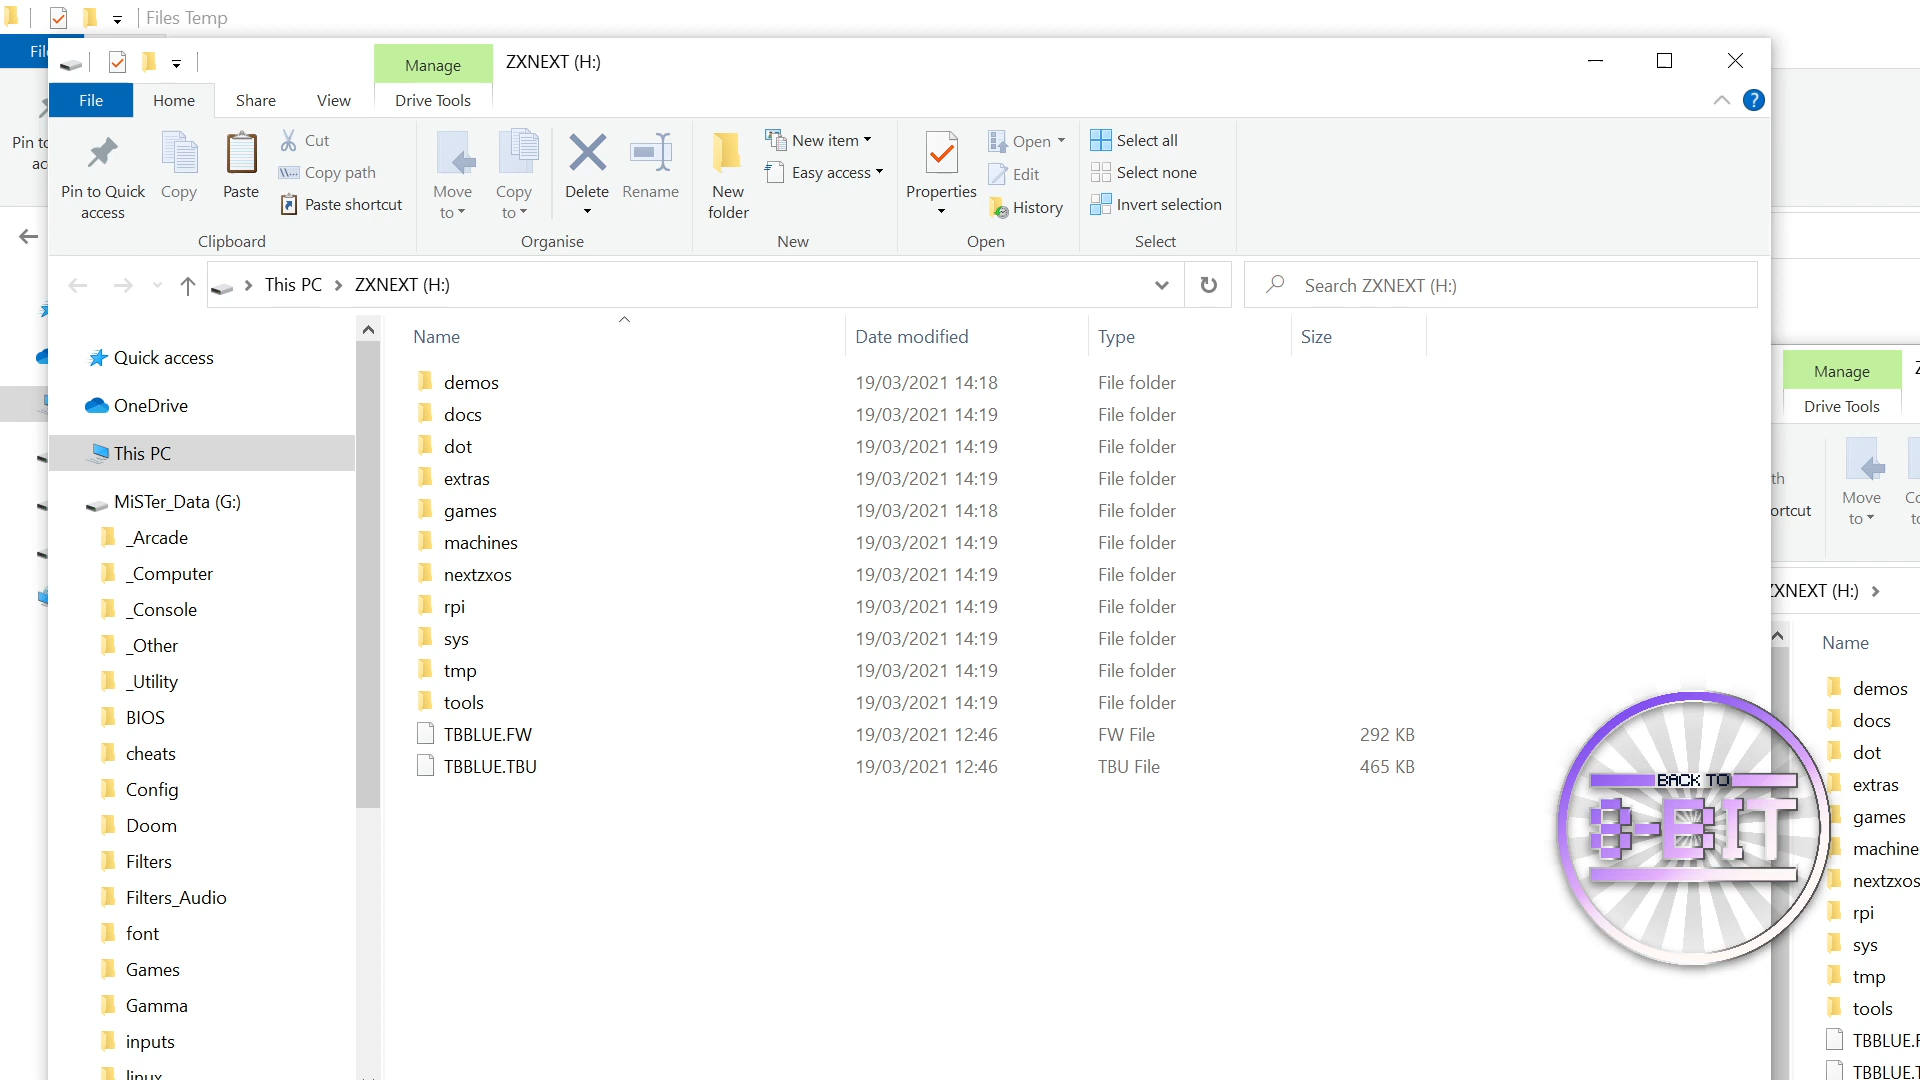 Files Temp
File
Manage
ZXNEXT (H:)
File
Home
Share
View
Drive Tools
Pin to Quick
access
Copy
Paste
Cut
Copy path
Paste shortcut
Move
to
Copy
to
Delete
Rename
New
folder
New item
Easy access
Properties
Open
Edit
History
Select all
Select none
Invert selection
Clipboard
Organise
New
Open
Select
This PC
ZXNEXT (H:)
Search ZXNEXT (H:)
Name
Date modified
Type
Size
Quick access
OneDrive
This PC
MiSTer_Data (G:)
_Arcade
_Computer
_Console
_Other
_Utility
BIOS
cheats
Config
Doom
Filters
Filters_Audio
font
Games
Gamma
inputs
linux
demos 19/03/2021 14:18 File folder
docs 19/03/2021 14:19 File folder
dot 19/03/2021 14:19 File folder
extras 19/03/2021 14:19 File folder
games 19/03/2021 14:18 File folder
machines 19/03/2021 14:19 File folder
nextzxos 19/03/2021 14:19 File folder
rpi 19/03/2021 14:19 File folder
sys 19/03/2021 14:19 File folder
tmp 19/03/2021 14:19 File folder
tools 19/03/2021 14:19 File folder
TBBLUE.FW 19/03/2021 12:46 FW File 292 KB
TBBLUE.TBU 19/03/2021 12:46 TBU File 465 KB
Pin to
Manage
Drive Tools
Move
to
ZXNEXT (H:)
Name
demos
docs
dot
extras
games
machine
nextzxos
rpi
sys
tmp
tools
TBBLUE.F
TBBLUE.T
BACK TO
8-BIT